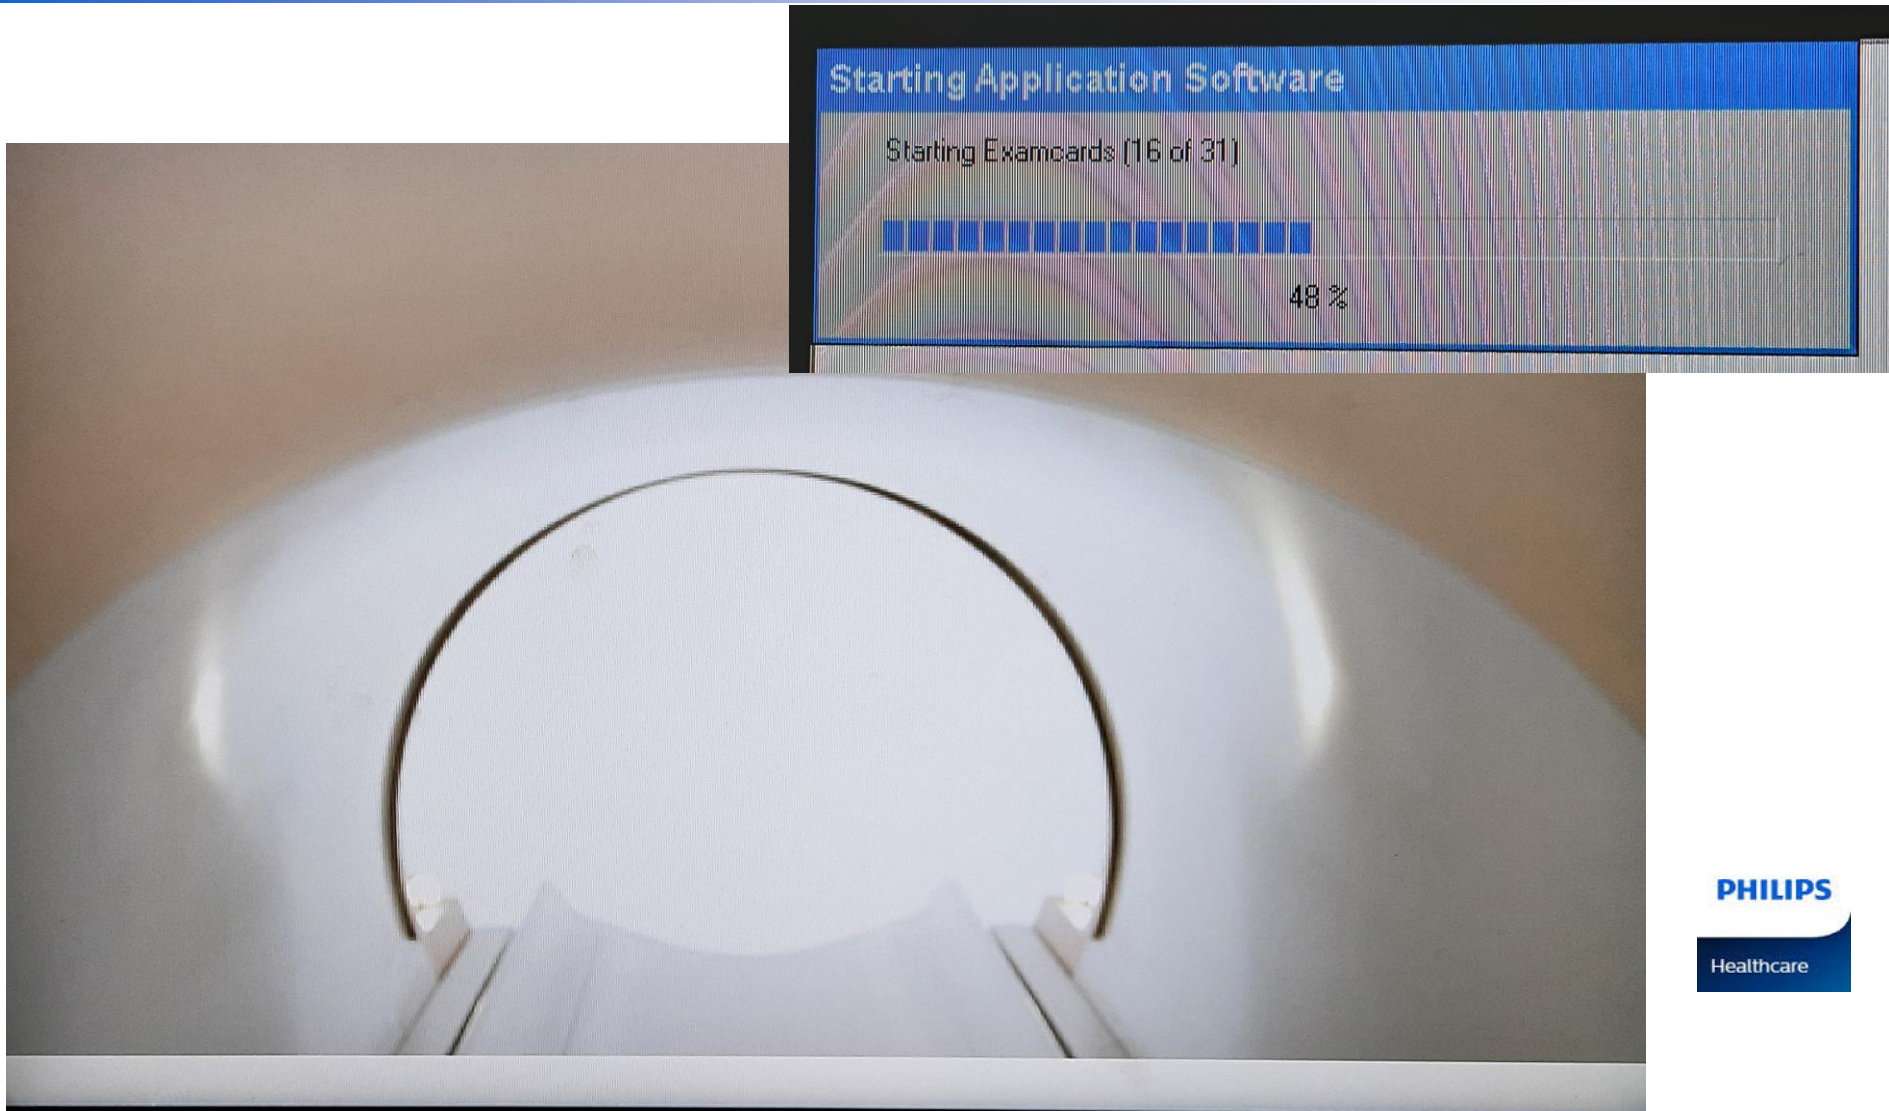 Starting Application Software
Starting Examcards (16 of 31)
48 %
PHILIPS
Healthcare